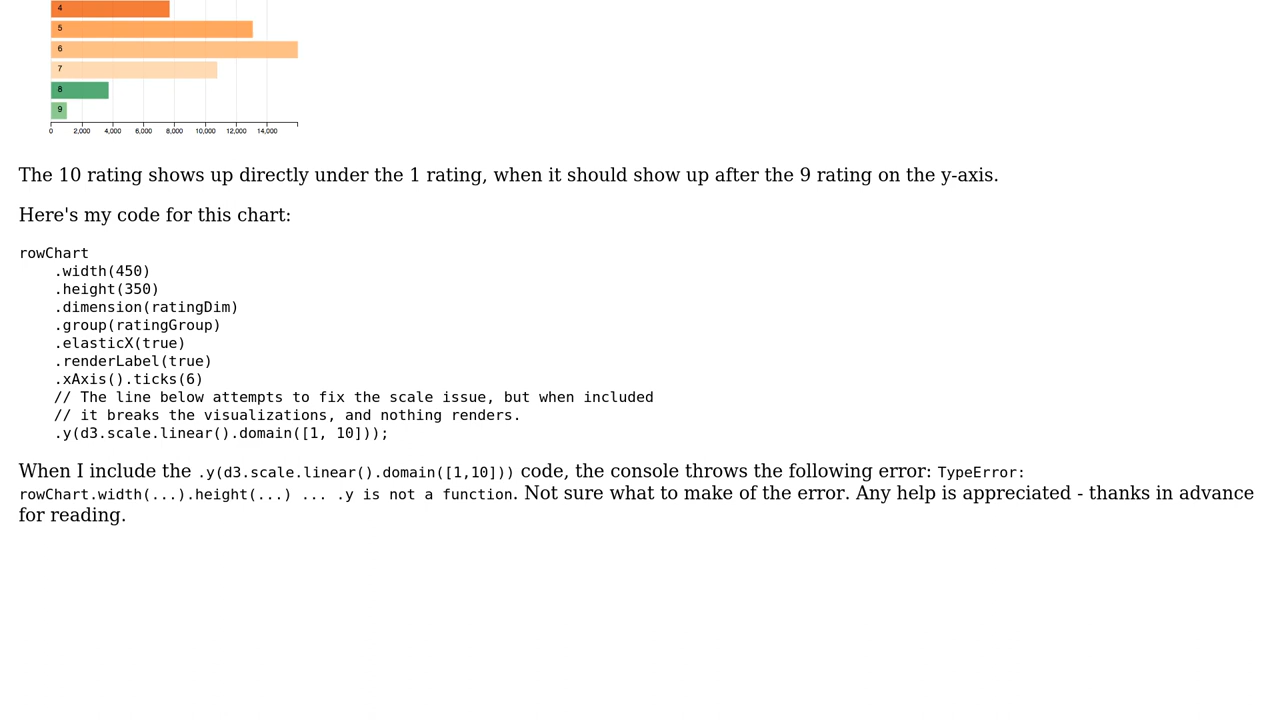 4
5
6
7
8
9
0 2,000 4,000 6,000 8,000 10,000 12,000 14,000
The 10 rating shows up directly under the 1 rating, when it should show up after the 9 rating on the y-axis.
Here's my code for this chart:
rowChart
    .width(450)
    .height(350)
    .dimension(ratingDim)
    .group(ratingGroup)
    .elasticX(true)
    .renderLabel(true)
    .xAxis().ticks(6)
    // The line below attempts to fix the scale issue, but when included
    // it breaks the visualizations, and nothing renders.
    .y(d3.scale.linear().domain([1, 10]));
When I include the .y(d3.scale.linear().domain([1,10])) code, the console throws the following error: TypeError:
rowChart.width(...).height(...) ... .y is not a function. Not sure what to make of the error. Any help is appreciated - thanks in advance
for reading.